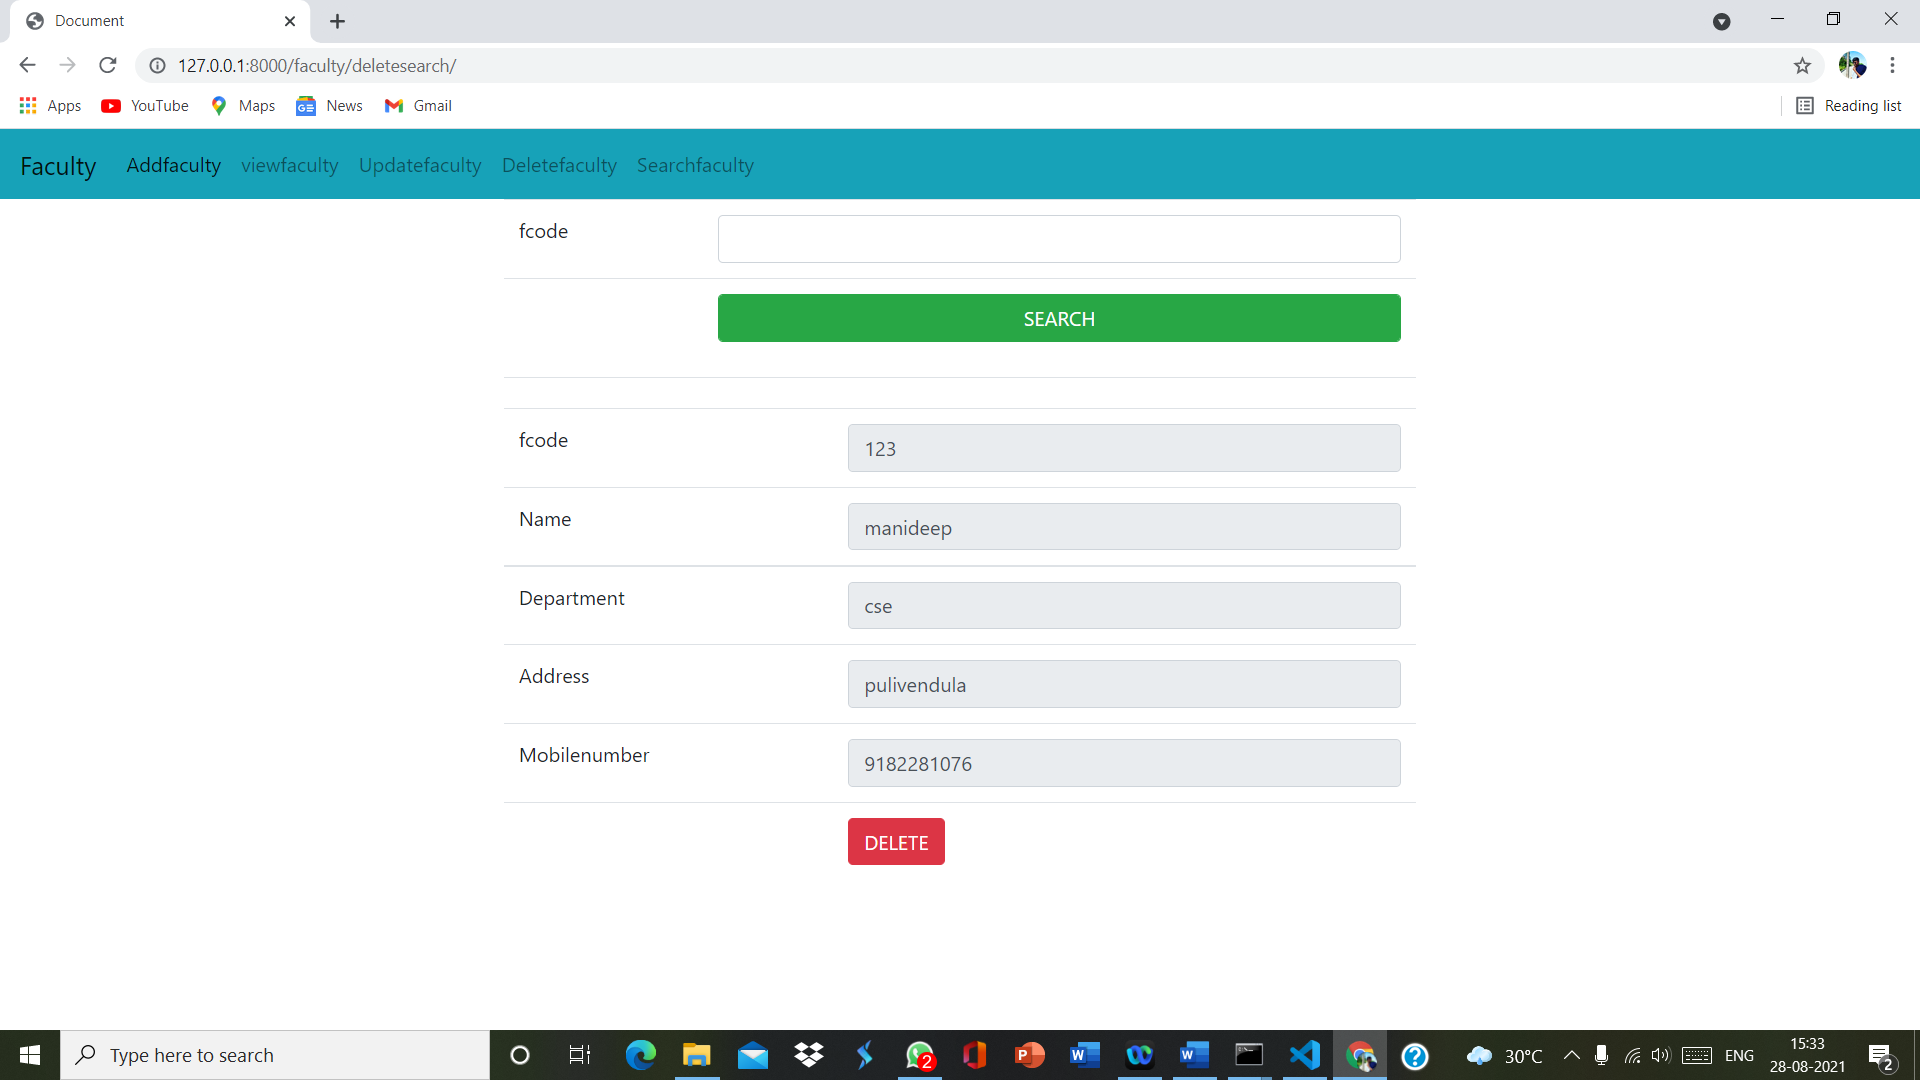 Document
127.0.0.1:8000/faculty/deletesearch/
Apps YouTube Maps News Gmail Reading list
Faculty Addfaculty viewfaculty Updatefaculty Deletefaculty Searchfaculty
fcode
SEARCH
fcode 123
Name manideep
Department cse
Address pulivendula
Mobilenumber 9182281076
DELETE
Type here to search 2 30°C ENG 15:33
28-08-2021 2